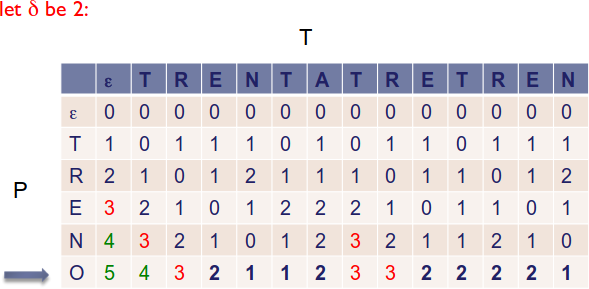 let δ be 2:
T
ε T R E N T A T R E T R E N
ε 0 0 0 0 0 0 0 0 0 0 0 0 0 0
T 1 0 1 1 1 0 1 0 1 1 0 1 1 1
R 2 1 0 1 2 1 1 1 0 1 1 0 1 2
P
E 3 2 1 0 1 2 2 2 1 0 1 1 0 1
N 4 3 2 1 0 1 2 3 2 1 1 2 1 0
O 5 4 3 2 1 1 2 3 3 2 2 2 2 1